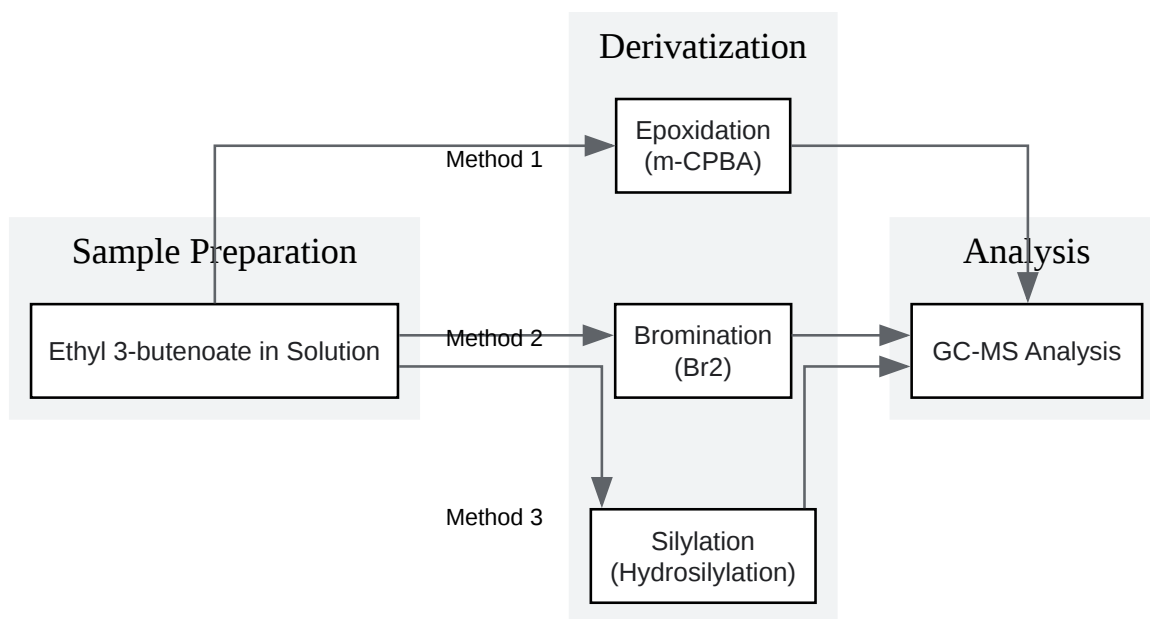 Derivatization
Epoxidation
(m-CPBA)
Method 1
Sample Preparation
Analysis
Ethyl 3-butenoate in Solution
Method 2
Bromination
(Br2)
GC-MS Analysis
Method 3
Silylation
(Hydrosilylation)